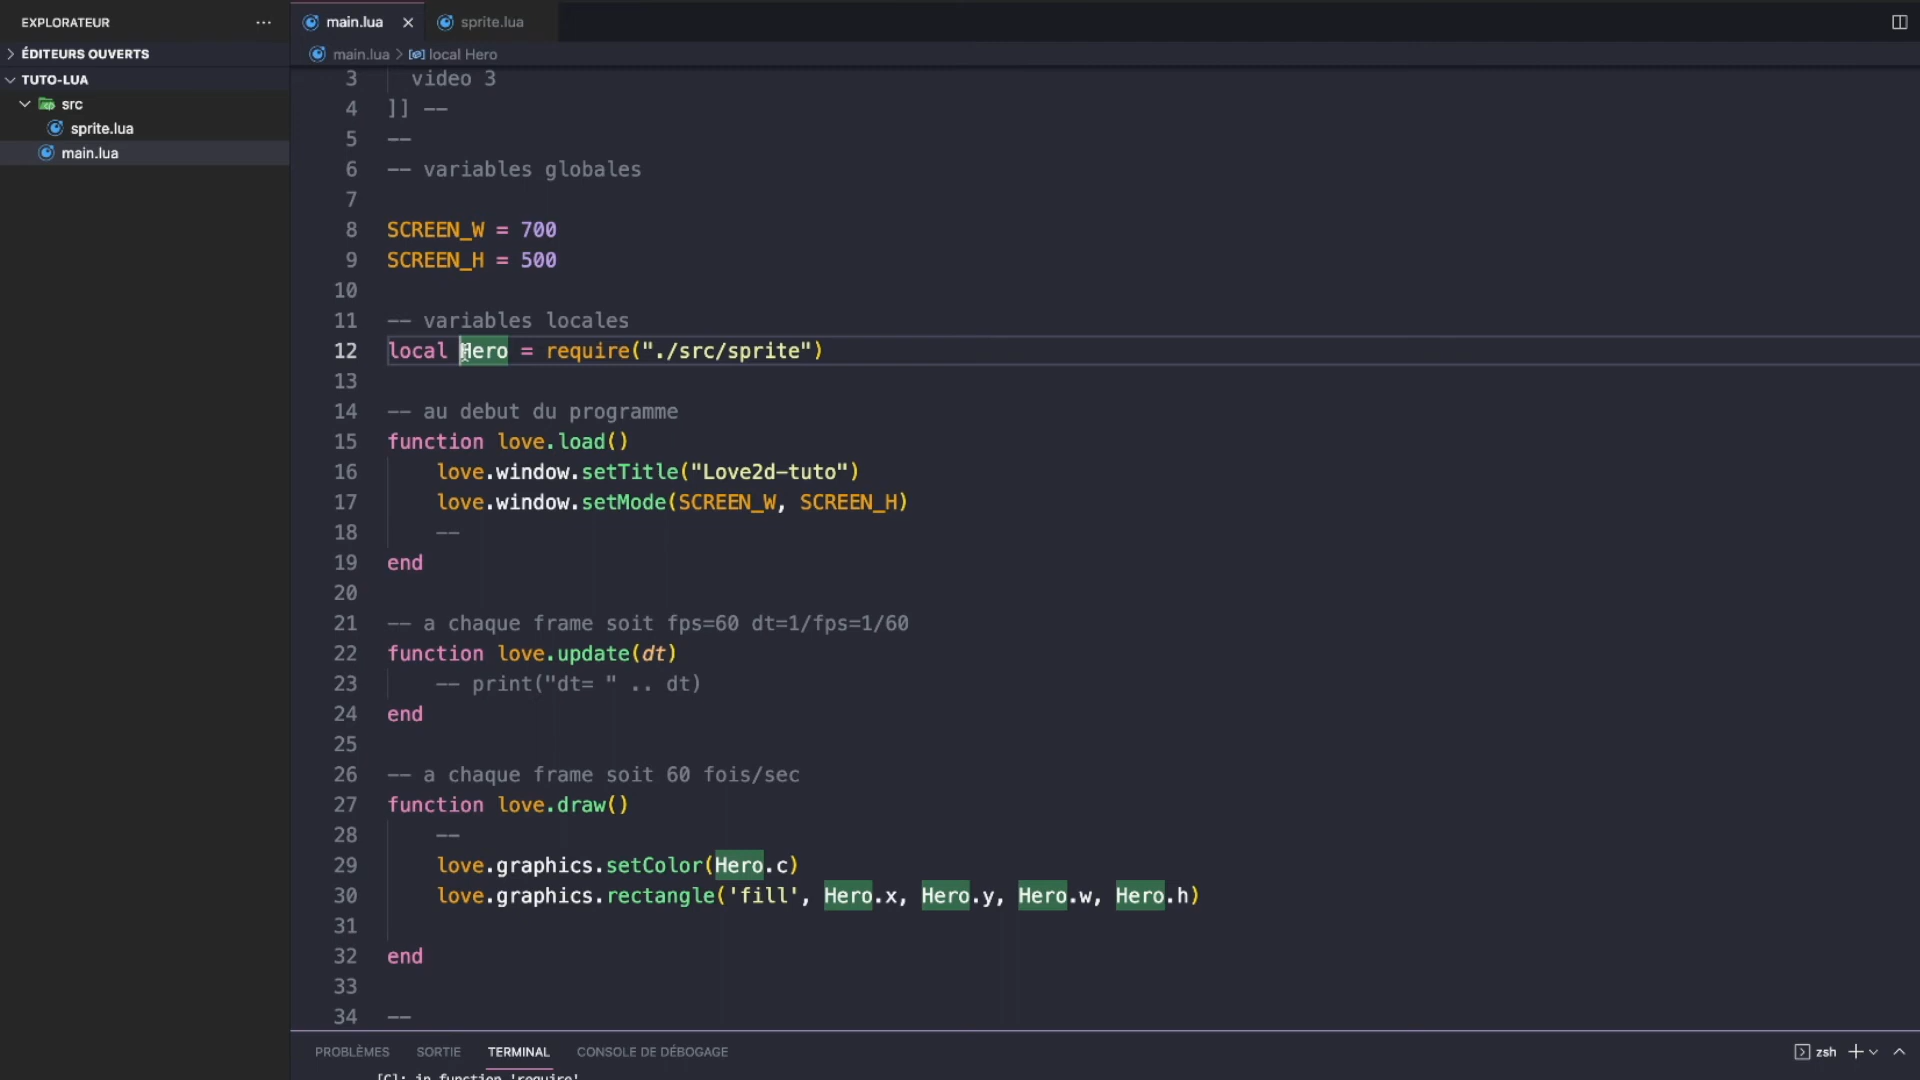 EXPLORATEUR
ÉDITEURS OUVERTS
TUTO-LUA
src
sprite.lua
main.lua
main.lua
sprite.lua
main.lua > local Hero
3 video 3
4 ]] --
5 --
6 -- variables globales
7
8 SCREEN_W = 700
9 SCREEN_H = 500
10
11 -- variables locales
12 local Hero = require("./src/sprite")
13
14 -- au debut du programme
15 function love.load()
16 love.window.setTitle("Love2d-tuto")
17 love.window.setMode(SCREEN_W, SCREEN_H)
18 --
19 end
20
21 -- a chaque frame soit fps=60 dt=1/fps=1/60
22 function love.update(dt)
23 -- print("dt= " .. dt)
24 end
25
26 -- a chaque frame soit 60 fois/sec
27 function love.draw()
28 --
29 love.graphics.setColor(Hero.c)
30 love.graphics.rectangle('fill', Hero.x, Hero.y, Hero.w, Hero.h)
31
32 end
33
34 --
PROBLÈMES SORTIE TERMINAL CONSOLE DE DÉBOGAGE zsh
[C]: in function 'require'